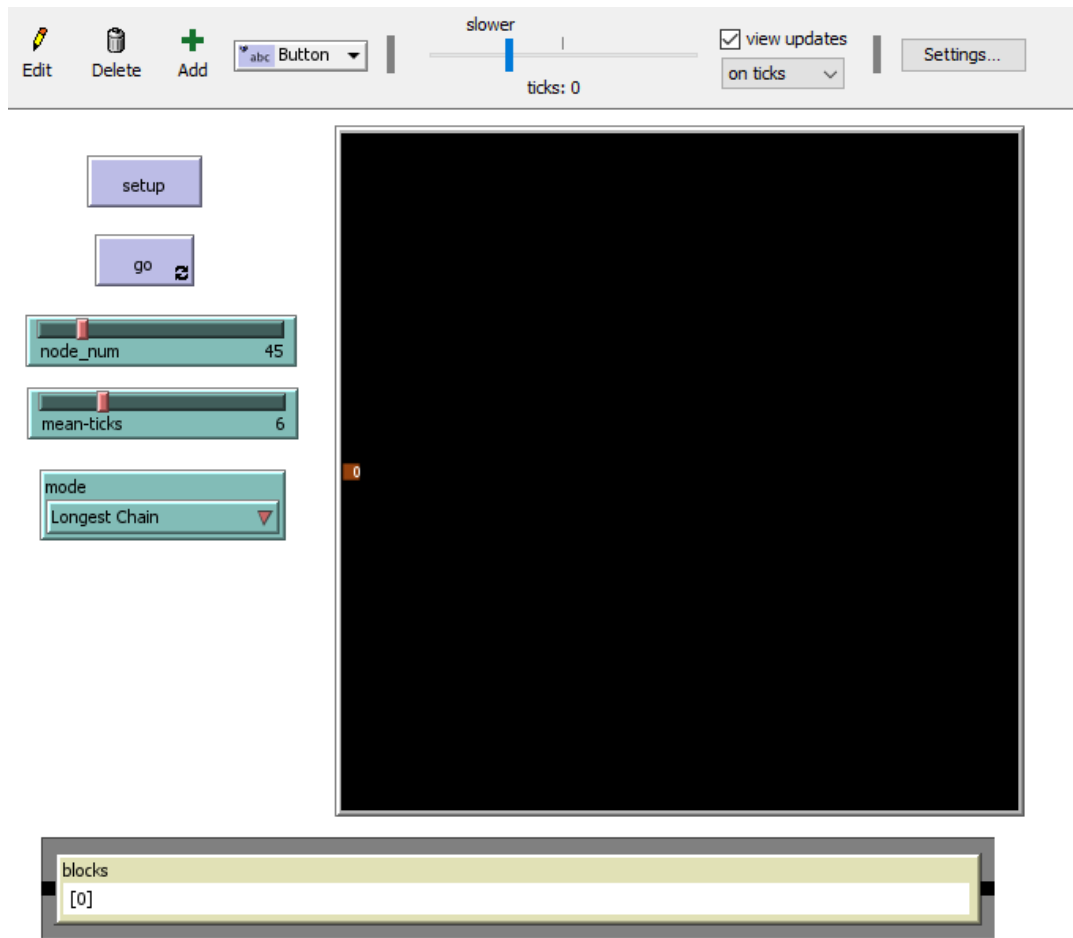 slower
view updates
Edit
Delete
Add
abc Button
on ticks
Settings...
ticks: 0
setup
go
node_num 45
mean-ticks 6
0
mode
Longest Chain
blocks
[0]